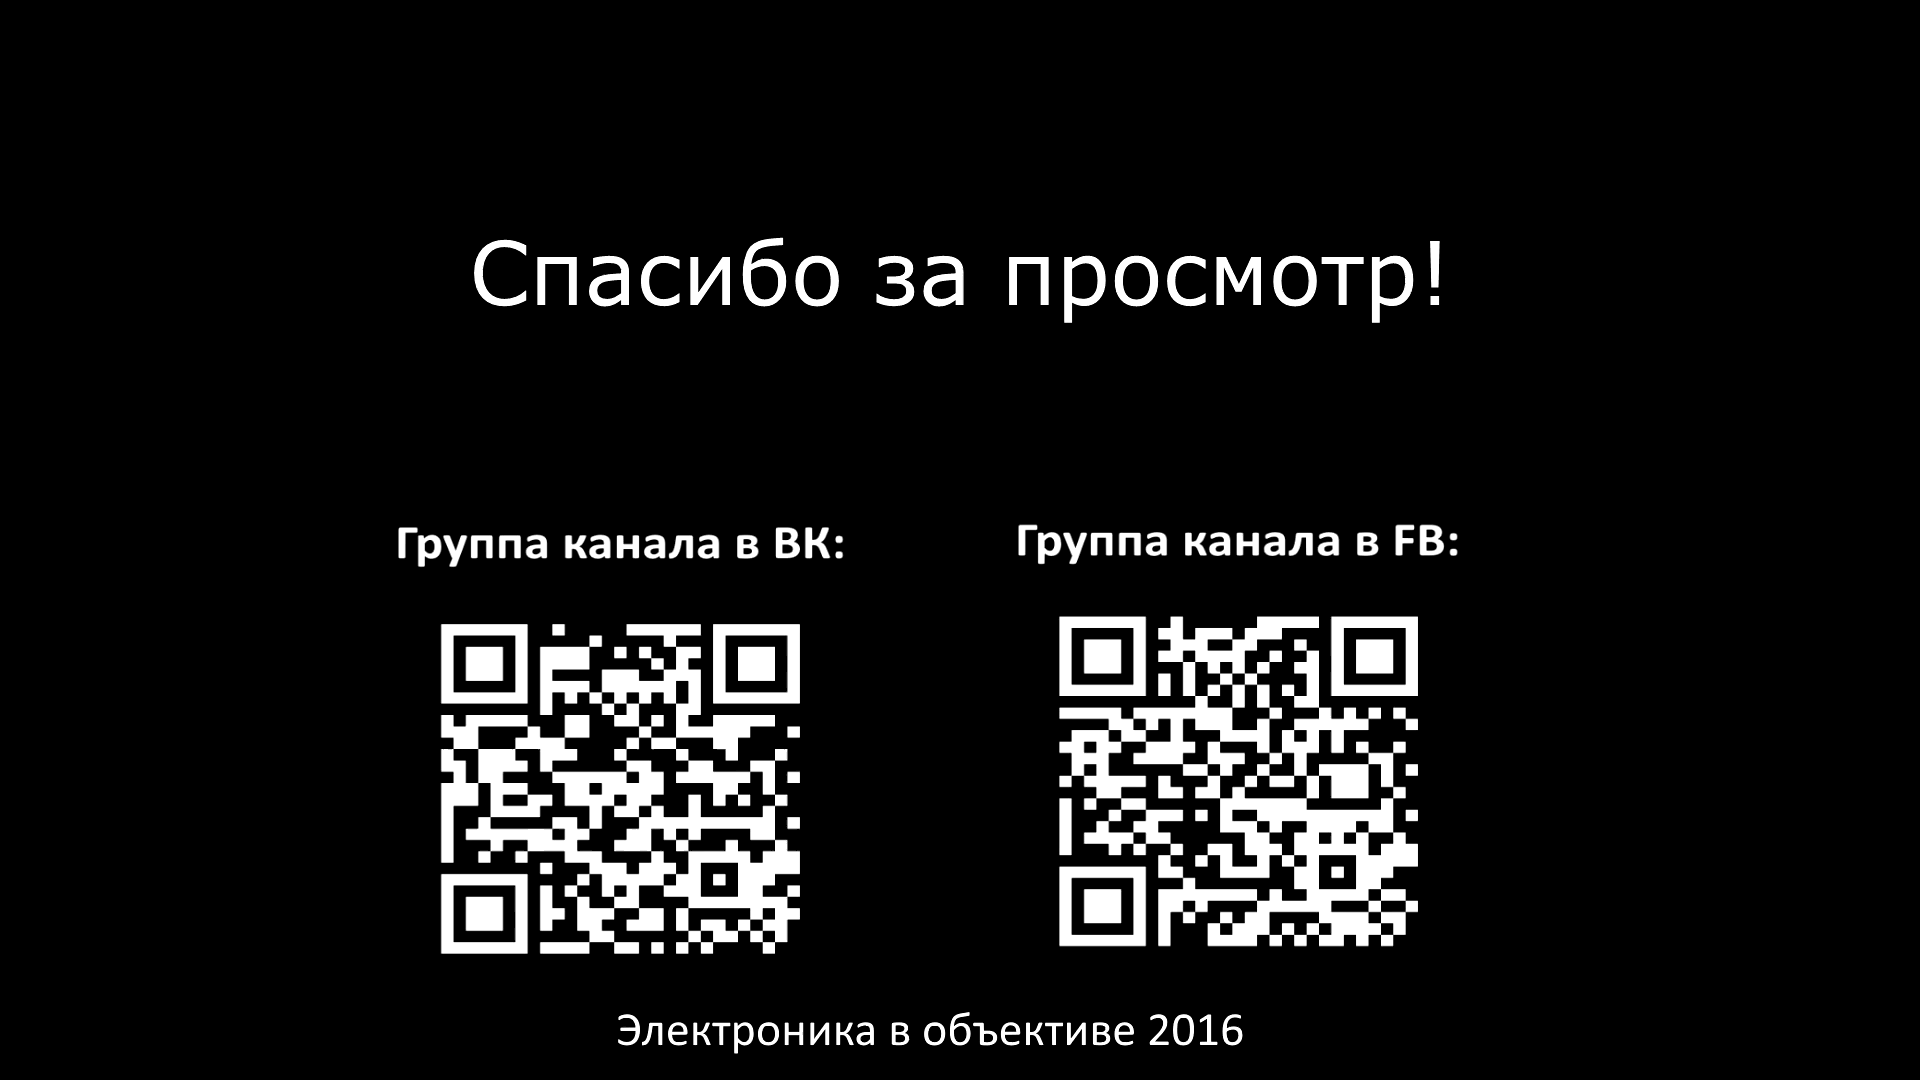 Спасибо за просмотр!
Группа канала в ВК:
Группа канала в FB:
Электроника в объективе 2016